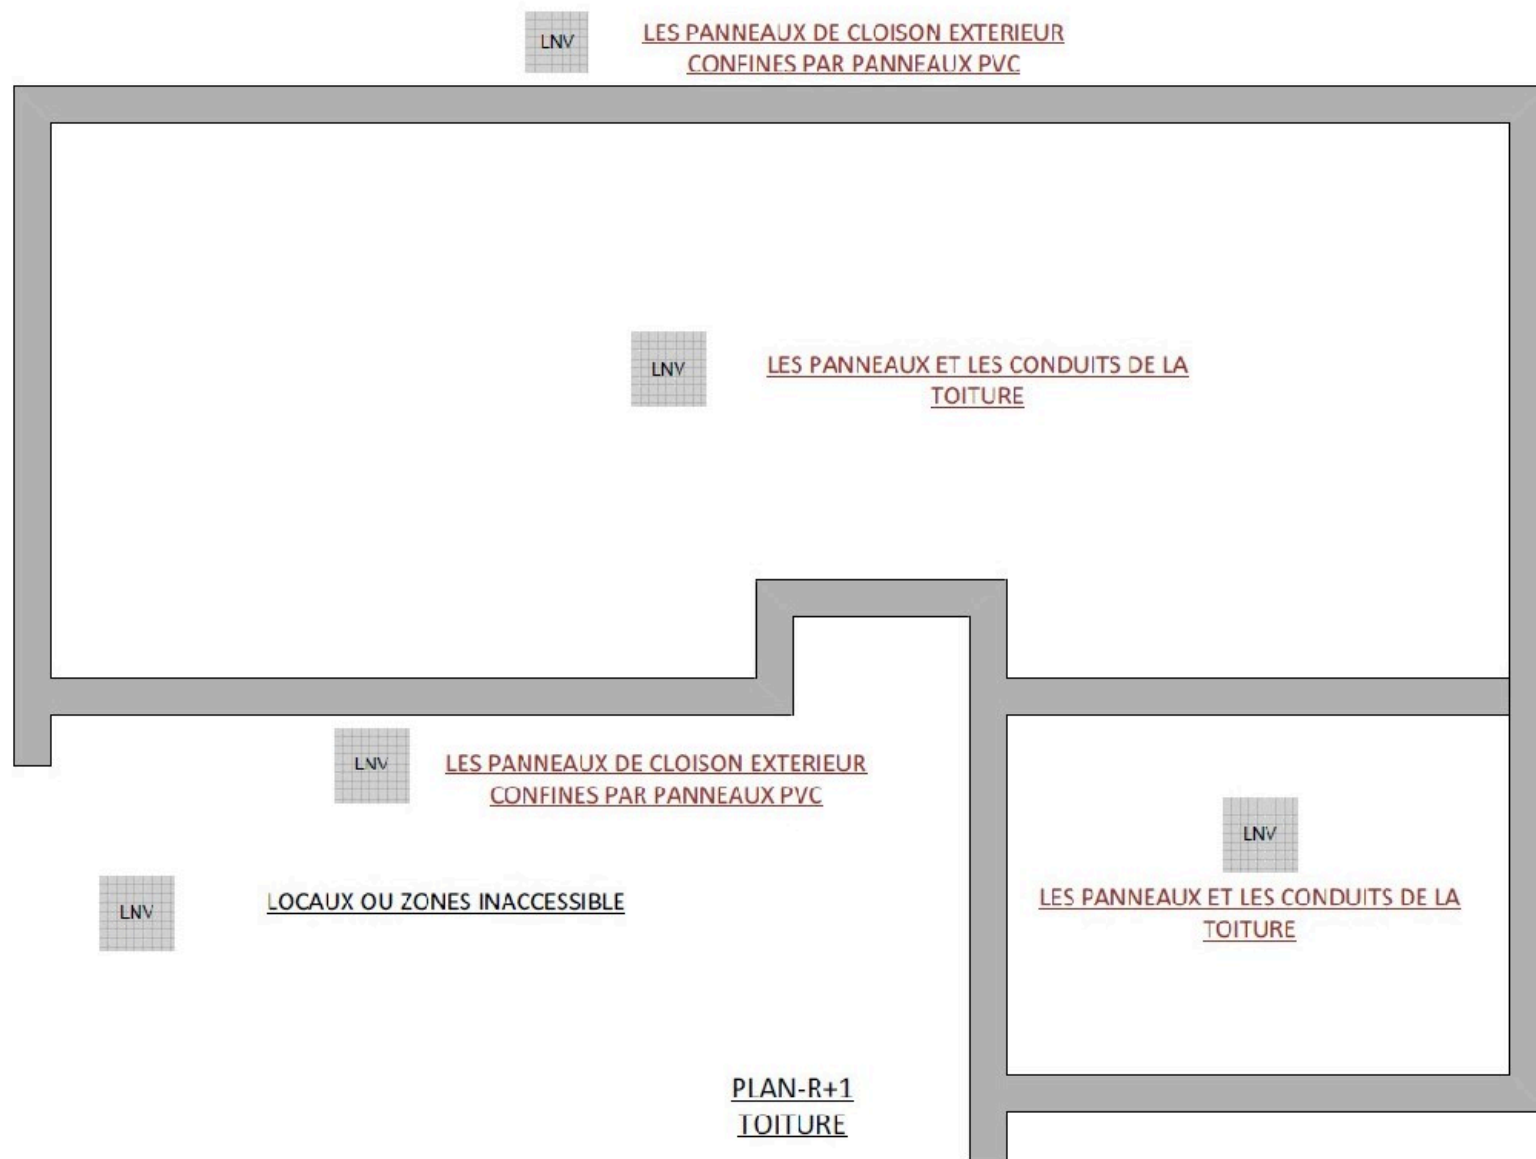 LNV
LES PANNEAUX DE CLOISON EXTERIEUR
CONFINES PAR PANNEAUX PVC
LNV
LES PANNEAUX ET LES CONDUITS DE LA
TOITURE
LNV
LES PANNEAUX DE CLOISON EXTERIEUR
CONFINES PAR PANNEAUX PVC
LNV
LES PANNEAUX ET LES CONDUITS DE LA
TOITURE
LNV
LOCAUX OU ZONES INACCESSIBLE
PLAN-R+1
TOITURE